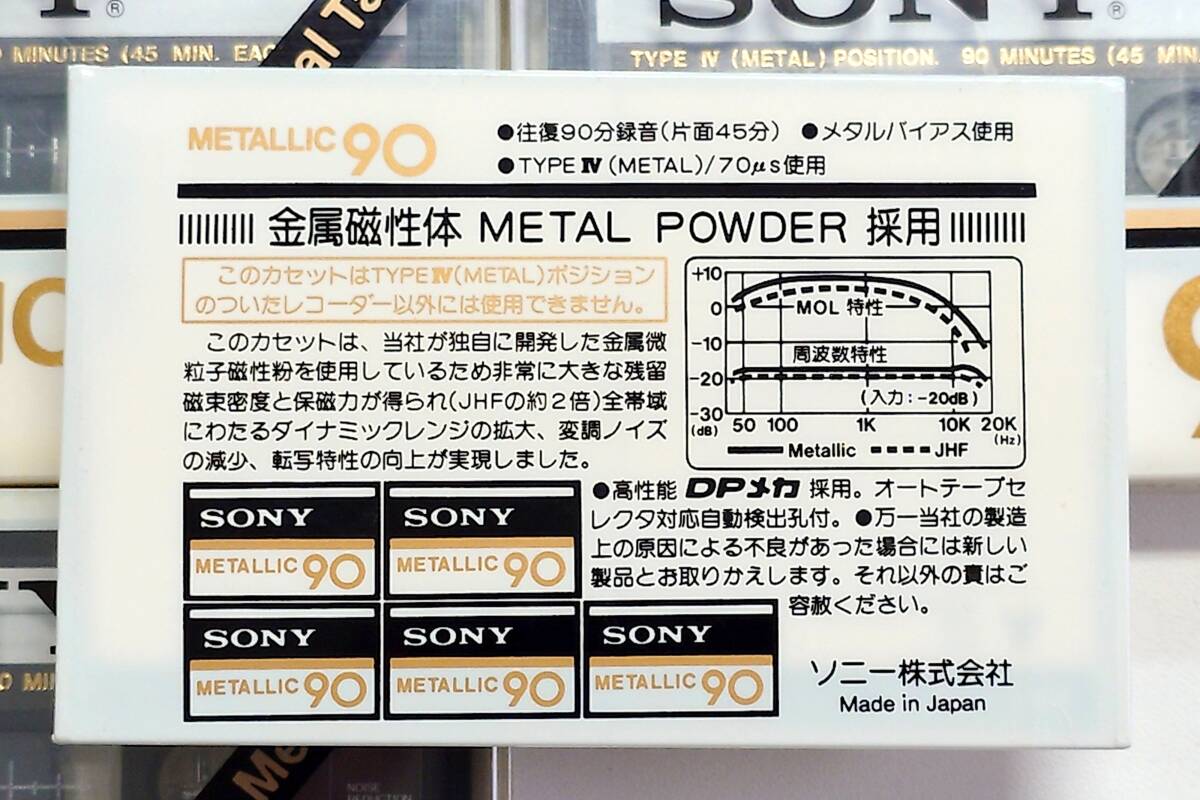 MINUTES (45 MIN. EAC
al Ta
SONY
TYPE Ⅳ (METAL) POSITION. 90 MINUTES (45 MIN.
METALLIC 90
●往復90分録音(片面45分) ●メタルバイアス使用
●TYPE Ⅳ (METAL)/70μs使用
金属磁性体 METAL POWDER 採用
このカセットはTYPEⅣ(METAL)ポジション
のついたレコーダー以外には使用できません。
このカセットは、当社が独自に開発した金属微
粒子磁性粉を使用しているため非常に大きな残留
磁束密度と保磁力が得られ(JHFの約2倍)全帯域
にわたるダイナミックレンジの拡大、変調ノイズ
の減少、転写特性の向上が実現しました。
+10
0
-10
-20
-30
(dB)
MOL 特性
周波数特性
(入力:-20dB)
50 100 1K 10K 20K
(Hz)
Metallic JHF
●高性能 DPメカ 採用。オートテープセ
レクタ対応自動検出孔付。●万一当社の製造
上の原因による不良があった場合には新しい
製品とお取りかえします。それ以外の責はご
容赦ください。
SONY
METALLIC 90
SONY
METALLIC 90
SONY
METALLIC 90
SONY
METALLIC 90
SONY
METALLIC 90
ソニー株式会社
Made in Japan
Me
NOISE
REDUCTION